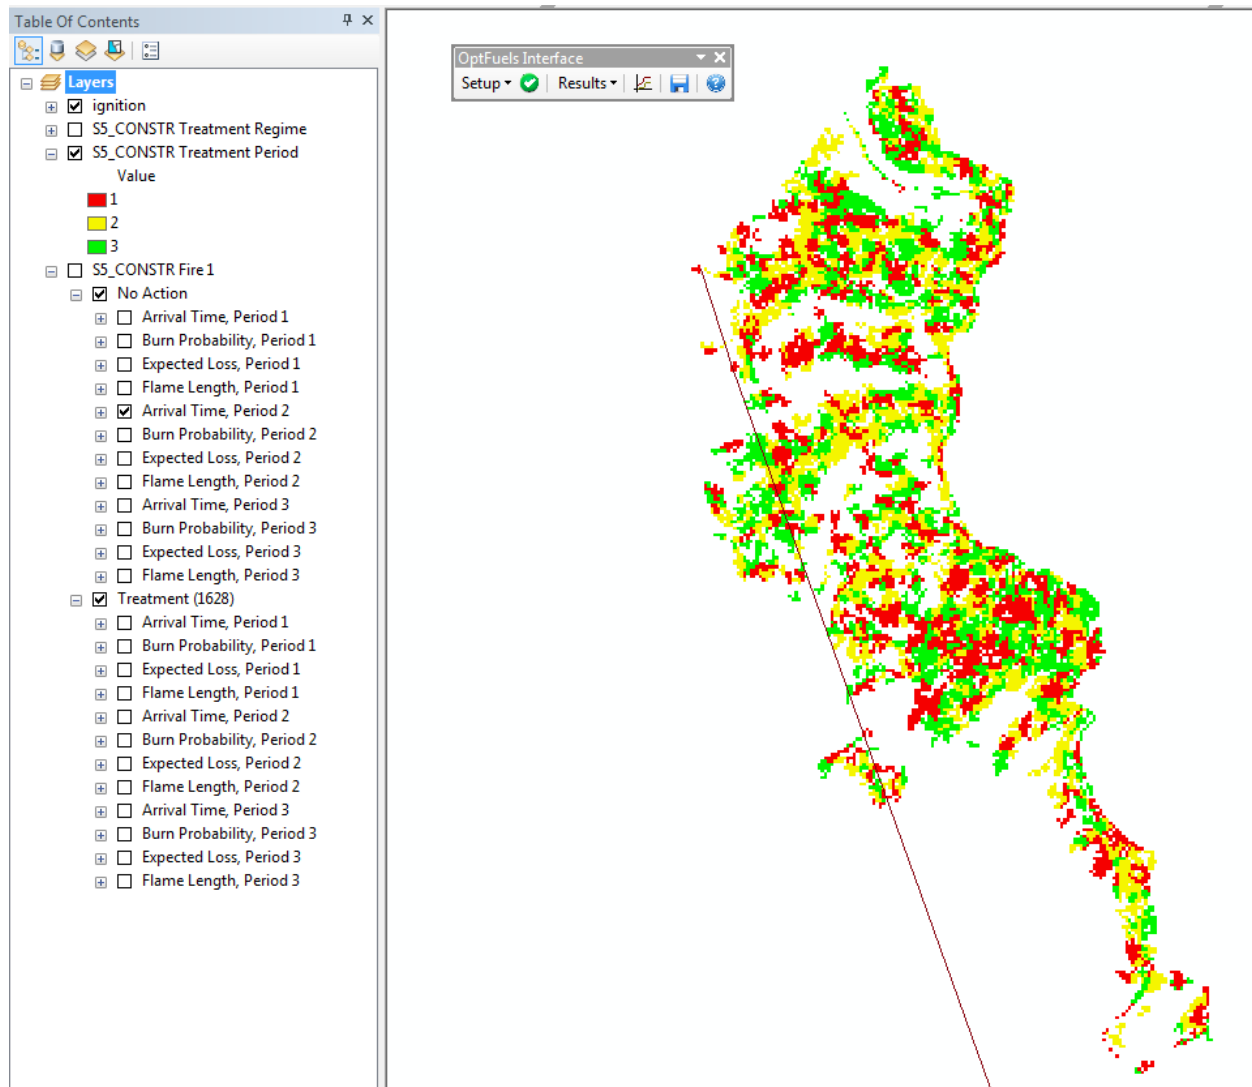 Table Of Contents
Layers
ignition
S5_CONSTR Treatment Regime
S5_CONSTR Treatment Period
Value
1
2
3
S5_CONSTR Fire 1
No Action
Arrival Time, Period 1
Burn Probability, Period 1
Expected Loss, Period 1
Flame Length, Period 1
Arrival Time, Period 2
Burn Probability, Period 2
Expected Loss, Period 2
Flame Length, Period 2
Arrival Time, Period 3
Burn Probability, Period 3
Expected Loss, Period 3
Flame Length, Period 3
Treatment (1628)
Arrival Time, Period 1
Burn Probability, Period 1
Expected Loss, Period 1
Flame Length, Period 1
Arrival Time, Period 2
Burn Probability, Period 2
Expected Loss, Period 2
Flame Length, Period 2
Arrival Time, Period 3
Burn Probability, Period 3
Expected Loss, Period 3
Flame Length, Period 3
OptFuels Interface
Setup Results